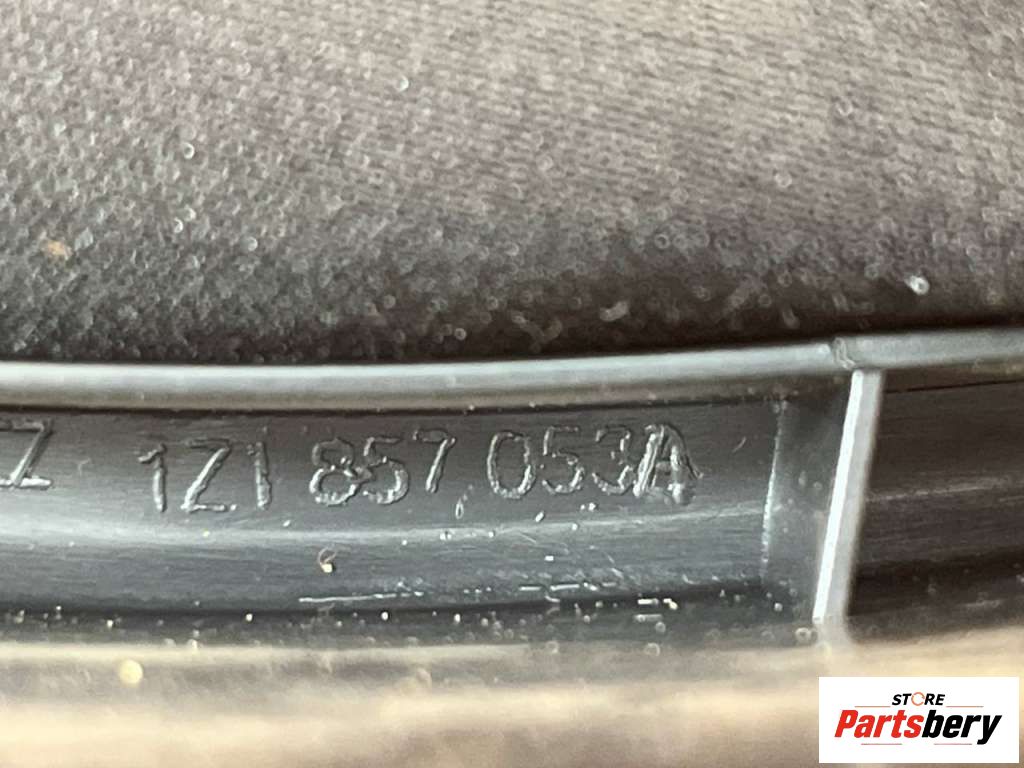 Z
1Z1 857 053A
STORE
Partsbery